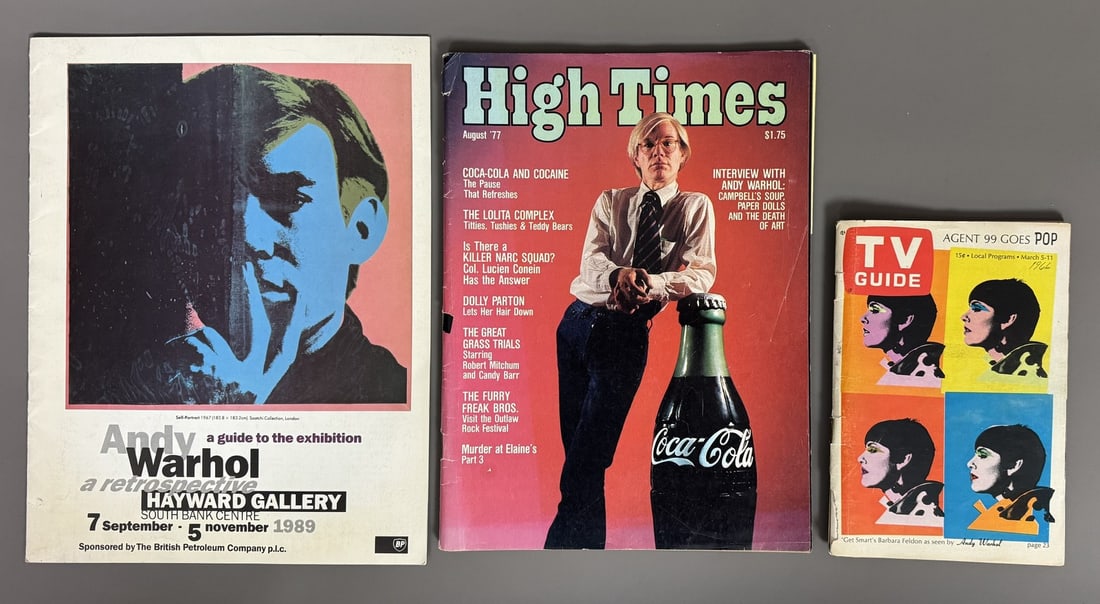 Self-Portrait 1967 (182.8 × 182.2cm) Saatchi Collection, London
Andy a guide to the exhibition
Warhol
a retrospective
HAYWARD GALLERY
SOUTH BANK CENTRE
7 September - 5 november 1989
Sponsored by The British Petroleum Company p.l.c.
BP
High Times
August '77
$1.75
COCA-COLA AND COCAINE
The Pause
That Refreshes
THE LOLITA COMPLEX
Titties, Tushies & Teddy Bears
Is There a
KILLER NARC SQUAD?
Col. Lucien Conein
Has the Answer
DOLLY PARTON
Lets Her Hair Down
THE GREAT
GRASS TRIALS
Starring
Robert Mitchum
and Candy Barr
THE FURRY
FREAK BROS.
Visit the Outlaw
Rock Festival
Murder at Elaine's
Part 3
INTERVIEW WITH
ANDY WARHOL:
CAMPBELL'S SOUP,
PAPER DOLLS
AND THE DEATH
OF ART
Coca-Cola
AGENT 99 GOES POP
TV
GUIDE
15¢ • Local Programs • March 5-11
1966
'Get Smart's Barbara Feldon as seen by Andy Warhol page 23